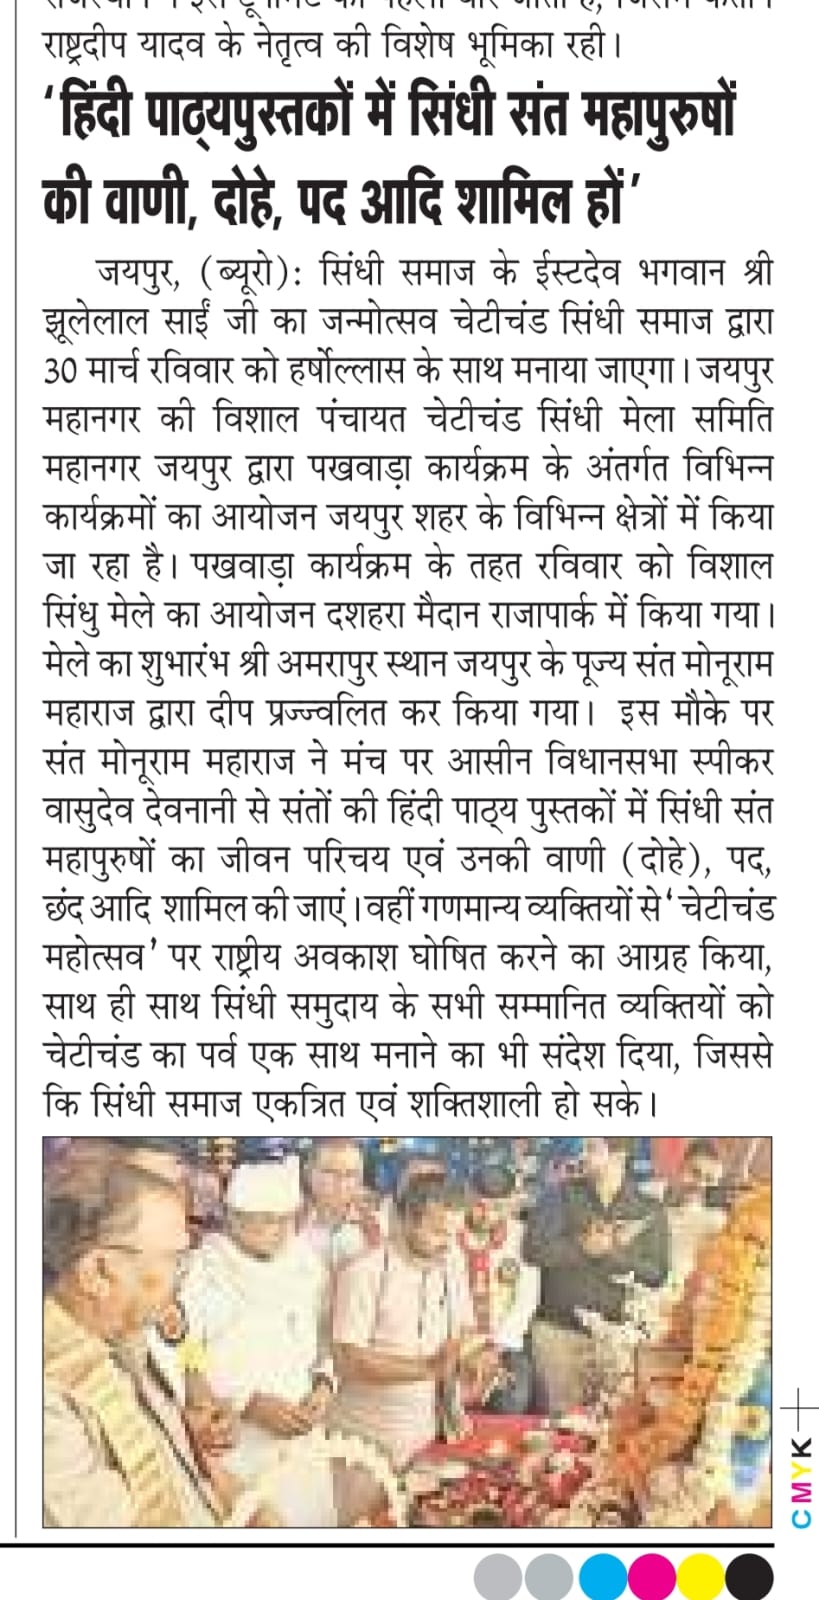 राष्ट्रदीप यादव के नेतृत्व की विशेष भूमिका रही।
‘हिंदी पाठ्यपुस्तकों में सिंधी संत महापुरुषों
की वाणी, दोहे, पद आदि शामिल हों’
जयपुर, (ब्यूरो): सिंधी समाज के ईस्टदेव भगवान श्री
झूलेलाल साईं जी का जन्मोत्सव चेटीचंड सिंधी समाज द्वारा
30 मार्च रविवार को हर्षोल्लास के साथ मनाया जाएगा। जयपुर
महानगर की विशाल पंचायत चेटीचंड सिंधी मेला समिति
महानगर जयपुर द्वारा पखवाड़ा कार्यक्रम के अंतर्गत विभिन्न
कार्यक्रमों का आयोजन जयपुर शहर के विभिन्न क्षेत्रों में किया
जा रहा है। पखवाड़ा कार्यक्रम के तहत रविवार को विशाल
सिंधु मेले का आयोजन दशहरा मैदान राजापार्क में किया गया।
मेले का शुभारंभ श्री अमरापुर स्थान जयपुर के पूज्य संत मोनूराम
महाराज द्वारा दीप प्रज्ज्वलित कर किया गया। इस मौके पर
संत मोनूराम महाराज ने मंच पर आसीन विधानसभा स्पीकर
वासुदेव देवनानी से संतों की हिंदी पाठ्य पुस्तकों में सिंधी संत
महापुरुषों का जीवन परिचय एवं उनकी वाणी (दोहे), पद,
छंद आदि शामिल की जाएं। वहीं गणमान्य व्यक्तियों से ‘चेटीचंड
महोत्सव’ पर राष्ट्रीय अवकाश घोषित करने का आग्रह किया,
साथ ही साथ सिंधी समुदाय के सभी सम्मानित व्यक्तियों को
चेटीचंड का पर्व एक साथ मनाने का भी संदेश दिया, जिससे
कि सिंधी समाज एकत्रित एवं शक्तिशाली हो सके।
CMYK